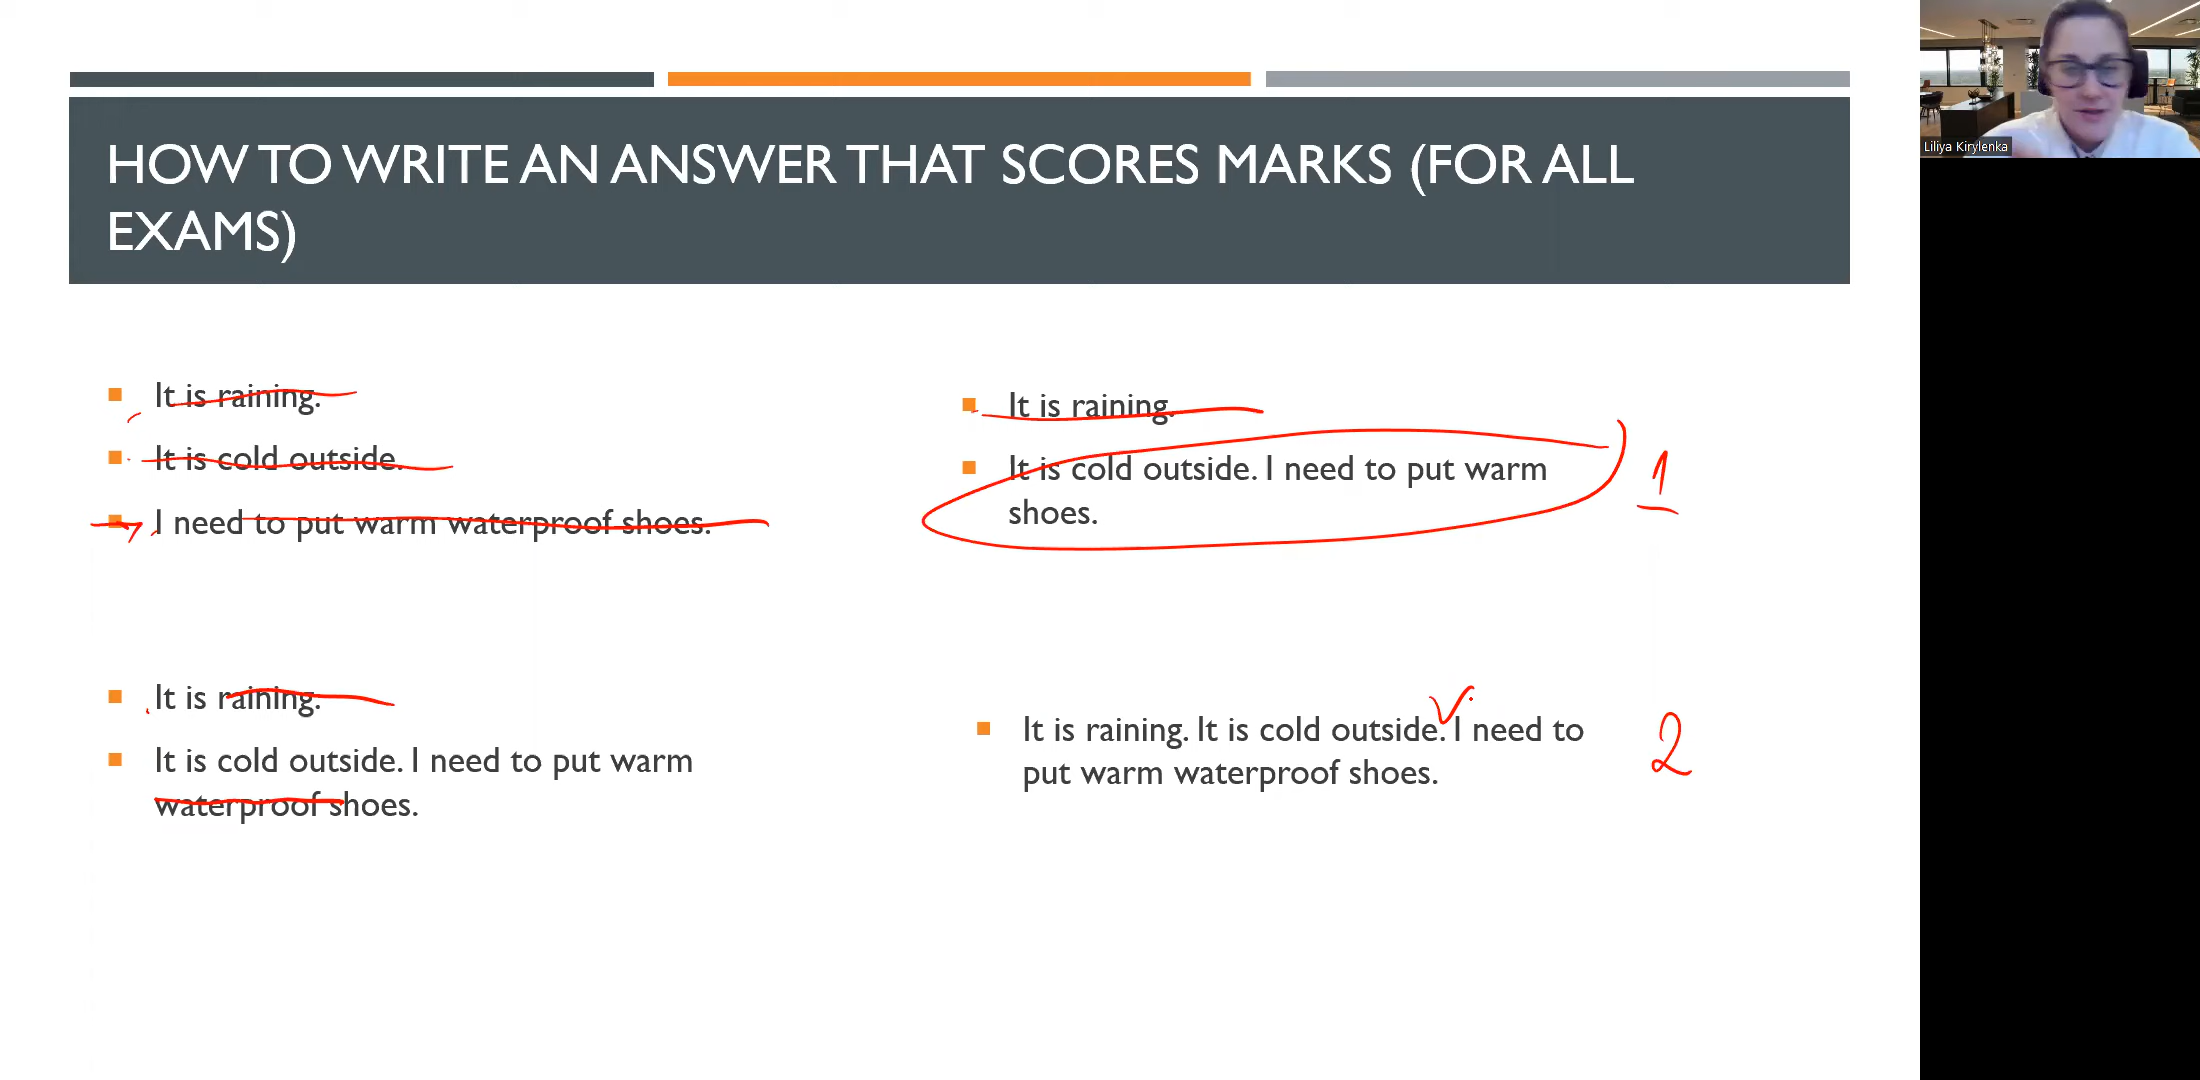 HOW TO WRITE AN ANSWER THAT SCORES MARKS (FOR ALL
EXAMS)
It is raining.
It is cold outside.
I need to put warm waterproof shoes.
It is raining.
It is cold outside. I need to put warm
waterproof shoes.
It is raining.
It is cold outside. I need to put warm
shoes.
1
It is raining. It is cold outside. I need to
put warm waterproof shoes.
2
Liliya Kirylenka